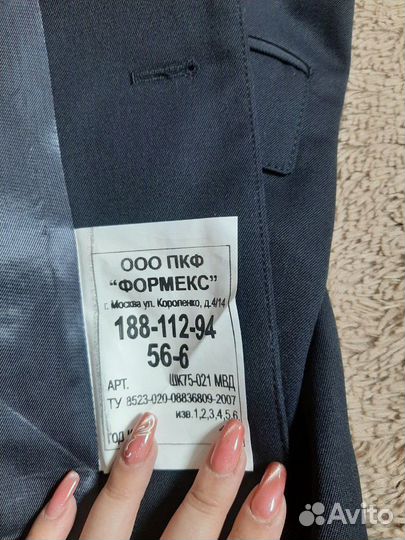 ООО ПКФ
“ФОРМЕКС”
г. Москва ул. Короленко, д.4/14
188-112-94
56-6
АРТ. ШК75-021 МВД
ТУ 8523-020-08836809-2007
изв.1,2,3,4,5,6
ГОД
Avito